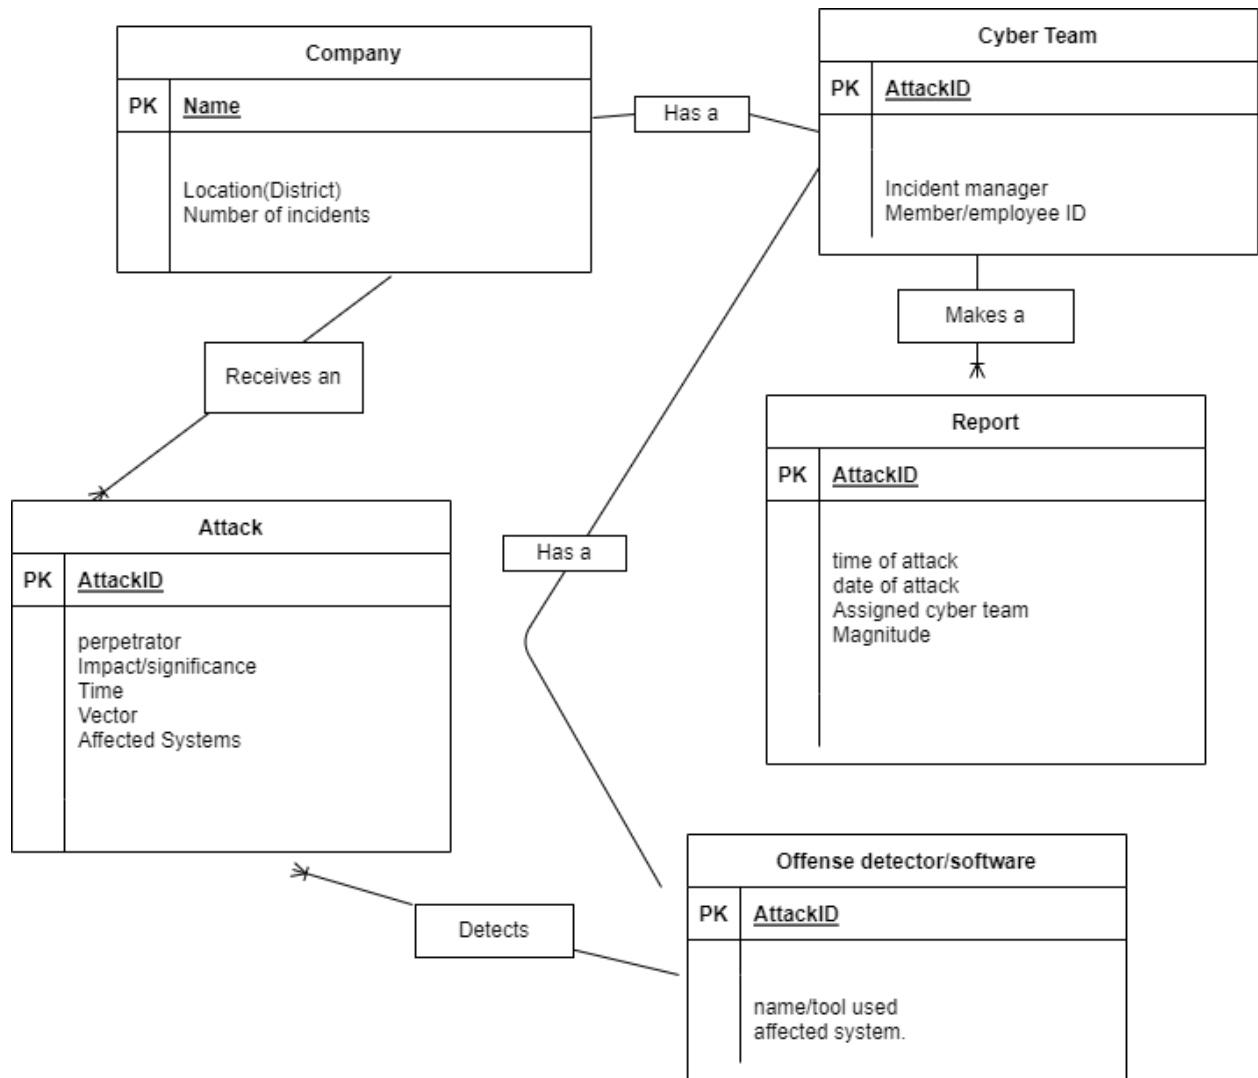 Company
PK Name
Location(District)
Number of incidents
Has a
Cyber Team
PK AttackID
Incident manager
Member/employee ID
Receives an
Makes a
Attack
PK AttackID
perpetrator
Impact/significance
Time
Vector
Affected Systems
Has a
Report
PK AttackID
time of attack
date of attack
Assigned cyber team
Magnitude
Detects
Offense detector/software
PK AttackID
name/tool used
affected system.